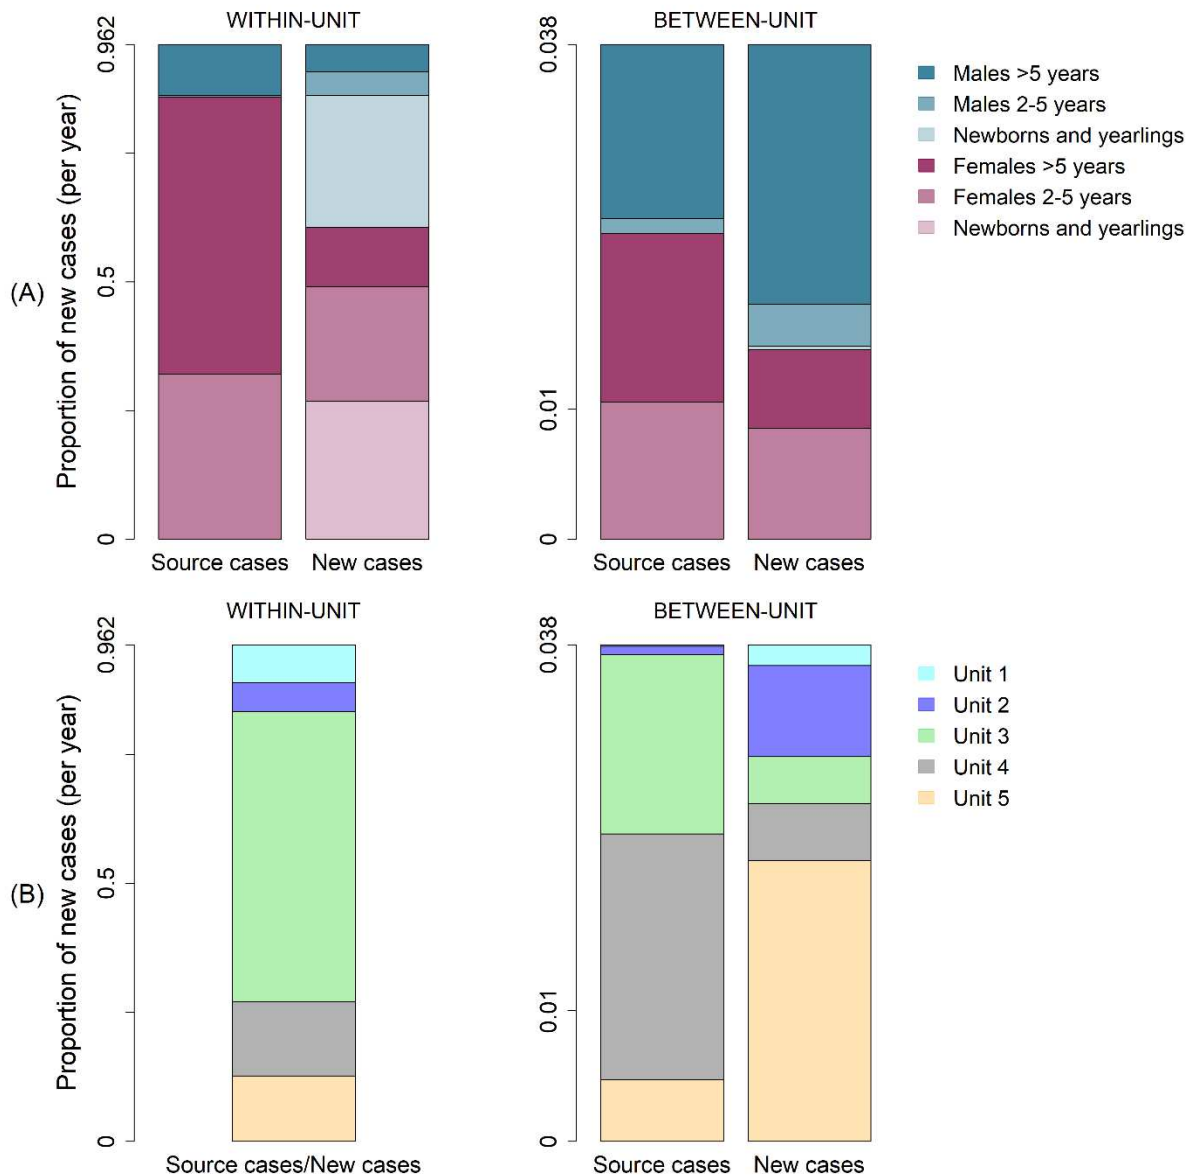 WITHIN-UNIT
BETWEEN-UNIT
(A)
Proportion of new cases (per year)
0.962
0.5
0
Source cases
New cases
0.038
0.01
0
Source cases
New cases
Males >5 years
Males 2-5 years
Newborns and yearlings
Females >5 years
Females 2-5 years
Newborns and yearlings
WITHIN-UNIT
BETWEEN-UNIT
(B)
Proportion of new cases (per year)
0.962
0.5
0
Source cases/New cases
0.038
0.01
0
Source cases
New cases
Unit 1
Unit 2
Unit 3
Unit 4
Unit 5